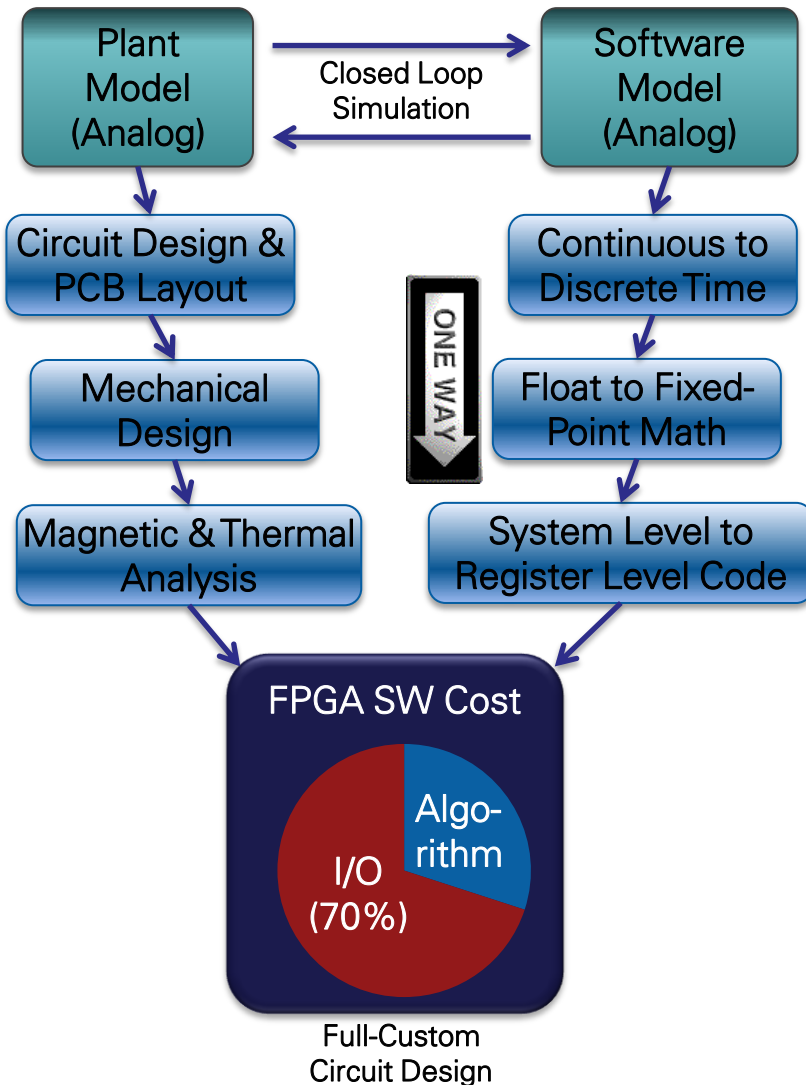 Plant
Model
(Analog)
Closed Loop
Simulation
Software
Model
(Analog)
Circuit Design &
PCB Layout
Mechanical
Design
Magnetic & Thermal
Analysis
ONE WAY
Continuous to
Discrete Time
Float to Fixed-
Point Math
System Level to
Register Level Code
FPGA SW Cost
Algo-
rithm
I/O
(70%)
Full-Custom
Circuit Design